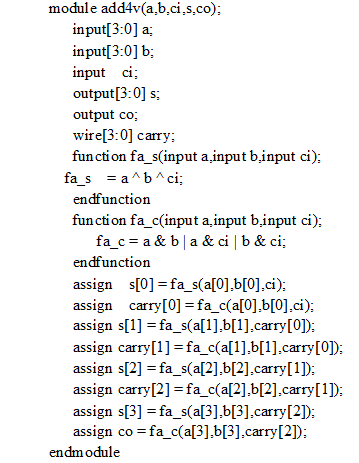 module add4v(a,b,ci,s,co);
input[3:0] a;
input[3:0] b;
input ci;
output[3:0] s;
output co;
wire[3:0] carry;
function fa_s(input a,input b,input ci);
fa_s = a ^ b ^ ci;
endfunction
function fa_c(input a,input b,input ci);
fa_c = a & b | a & ci | b & ci;
endfunction
assign s[0] = fa_s(a[0],b[0],ci);
assign carry[0] = fa_c(a[0],b[0],ci);
assign s[1] = fa_s(a[1],b[1],carry[0]);
assign carry[1] = fa_c(a[1],b[1],carry[0]);
assign s[2] = fa_s(a[2],b[2],carry[1]);
assign carry[2] = fa_c(a[2],b[2],carry[1]);
assign s[3] = fa_s(a[3],b[3],carry[2]);
assign co = fa_c(a[3],b[3],carry[2]);
endmodule